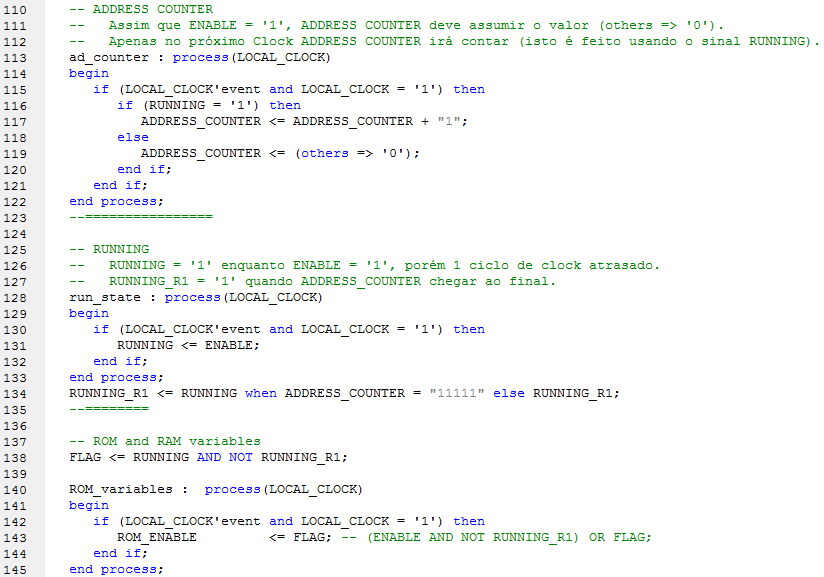 110 -- ADDRESS COUNTER
111 --   Assim que ENABLE = '1', ADDRESS COUNTER deve assumir o valor (others => '0').
112 --   Apenas no próximo Clock ADDRESS COUNTER irá contar (isto é feito usando o sinal RUNNING).
113 ad_counter : process(LOCAL_CLOCK)
114 begin
115    if (LOCAL_CLOCK'event and LOCAL_CLOCK = '1') then
116       if (RUNNING = '1') then
117          ADDRESS_COUNTER <= ADDRESS_COUNTER + "1";
118       else
119          ADDRESS_COUNTER <= (others => '0');
120       end if;
121    end if;
122 end process;
123 --================
124
125 -- RUNNING
126 --   RUNNING = '1' enquanto ENABLE = '1', porém 1 ciclo de clock atrasado.
127 --   RUNNING_R1 = '1' quando ADDRESS_COUNTER chegar ao final.
128 run_state : process(LOCAL_CLOCK)
129 begin
130    if (LOCAL_CLOCK'event and LOCAL_CLOCK = '1') then
131       RUNNING <= ENABLE;
132    end if;
133 end process;
134 RUNNING_R1 <= RUNNING when ADDRESS_COUNTER = "11111" else RUNNING_R1;
135 --========
136
137 -- ROM and RAM variables
138 FLAG <= RUNNING AND NOT RUNNING_R1;
139
140 ROM_variables :  process(LOCAL_CLOCK)
141 begin
142    if (LOCAL_CLOCK'event and LOCAL_CLOCK = '1') then
143       ROM_ENABLE         <= FLAG; -- (ENABLE AND NOT RUNNING_R1) OR FLAG;
144    end if;
145 end process;